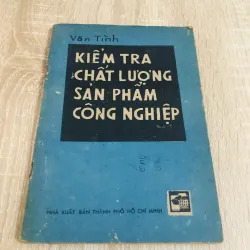 Văn Tình
KIỂM TRA
CHẤT LƯỢNG
SẢN PHẨM
CÔNG NGHIỆP
NHÀ XUẤT BẢN THÀNH PHỐ HỒ CHÍ MINH